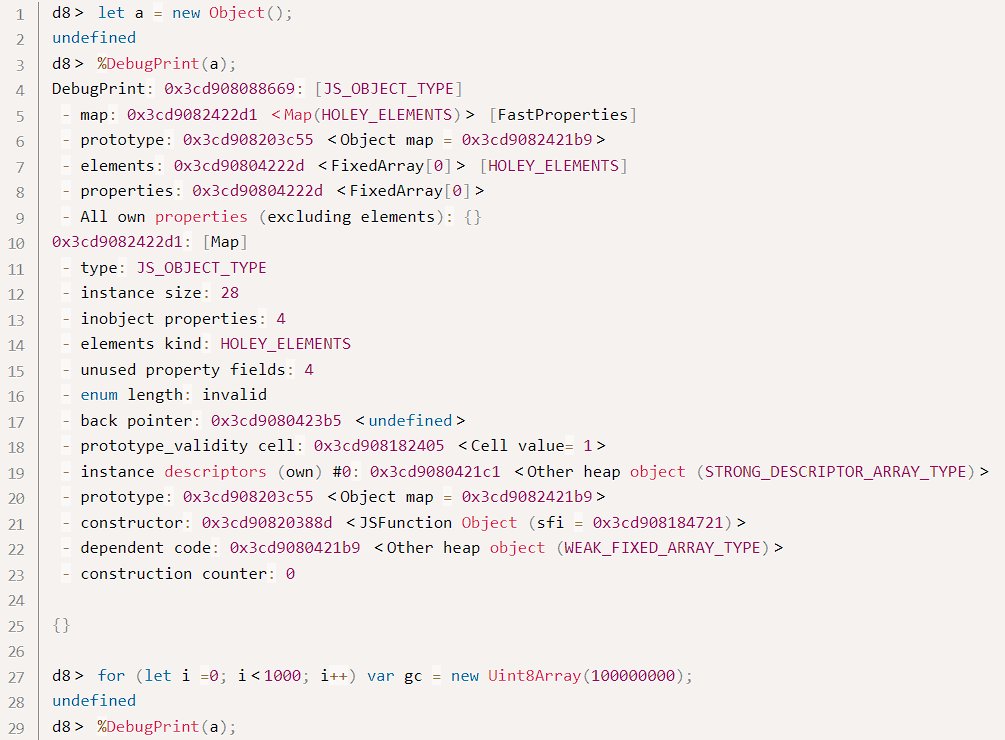 1 d8> let a = new Object();
2 undefined
3 d8> %DebugPrint(a);
4 DebugPrint: 0x3cd908088669: [JS_OBJECT_TYPE]
5 - map: 0x3cd9082422d1 <Map(HOLEY_ELEMENTS)> [FastProperties]
6 - prototype: 0x3cd908203c55 <Object map = 0x3cd9082421b9>
7 - elements: 0x3cd90804222d <FixedArray[0]> [HOLEY_ELEMENTS]
8 - properties: 0x3cd90804222d <FixedArray[0]>
9 - All own properties (excluding elements): {}
10 0x3cd9082422d1: [Map]
11 - type: JS_OBJECT_TYPE
12 - instance size: 28
13 - inobject properties: 4
14 - elements kind: HOLEY_ELEMENTS
15 - unused property fields: 4
16 - enum length: invalid
17 - back pointer: 0x3cd9080423b5 <undefined>
18 - prototype_validity cell: 0x3cd908182405 <Cell value= 1>
19 - instance descriptors (own) #0: 0x3cd9080421c1 <Other heap object (STRONG_DESCRIPTOR_ARRAY_TYPE)>
20 - prototype: 0x3cd908203c55 <Object map = 0x3cd9082421b9>
21 - constructor: 0x3cd90820388d <JSFunction Object (sfi = 0x3cd908184721)>
22 - dependent code: 0x3cd9080421b9 <Other heap object (WEAK_FIXED_ARRAY_TYPE)>
23 - construction counter: 0
24
25 {}
26
27 d8> for (let i =0; i<1000; i++) var gc = new Uint8Array(100000000);
28 undefined
29 d8> %DebugPrint(a);